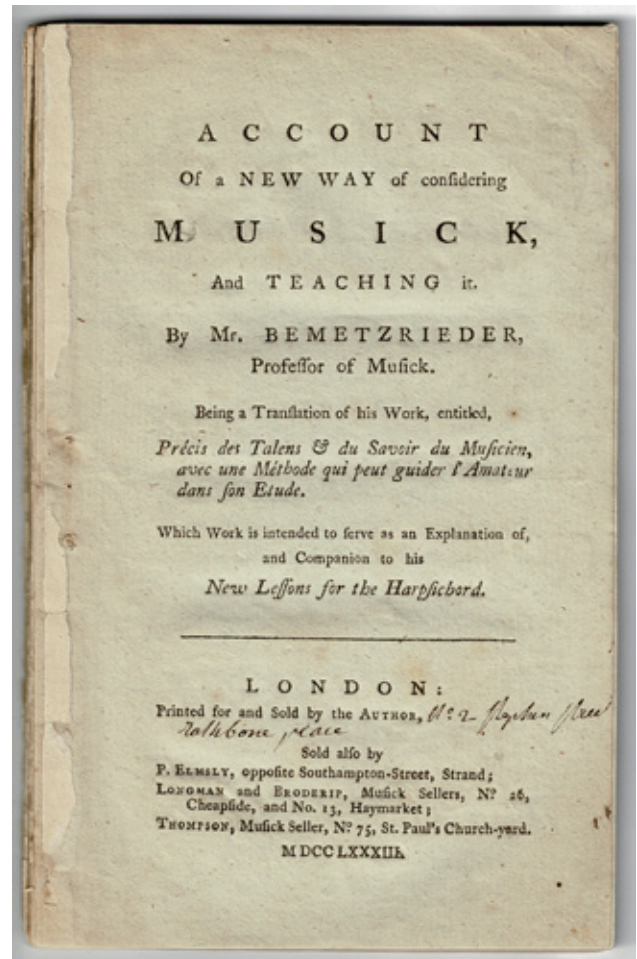 ACCOUNT
Of a NEW WAY of conſidering
MUSICK,
And TEACHING it.
By Mr. BEMETZRIEDER,
Profeſſor of Muſick.
Being a Tranſlation of his Work, entitled,
Précis des Talens & du Savoir du Muſicien,
avec une Méthode qui peut guider l'Amateur
dans ſon Etude.
Which Work is intended to ſerve as an Explanation of,
and Companion to his
New Leſſons for the Harpſichord.
LONDON:
Printed for and Sold by the AUTHOR, No 2 Stephen Street
Rathbone place
Sold alſo by
P. ELMSLY, oppoſite Southampton-Street, Strand;
LONGMAN and BRODERIP, Muſick Sellers, No. 26,
Cheapſide, and No. 13, Haymarket;
THOMPSON, Muſick Seller, No. 75, St. Paul's Church-yard.